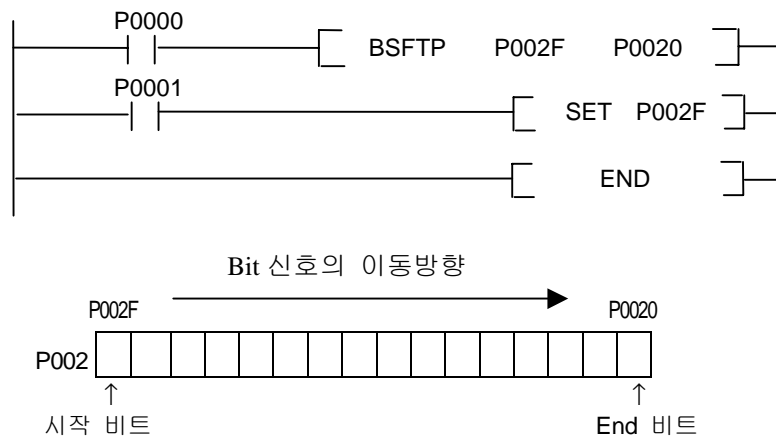 P0000
BSFTP P002F P0020
P0001
SET P002F
END
Bit 신호의 이동방향
P002F P0020
P002
↑ ↑
시작 비트 End 비트